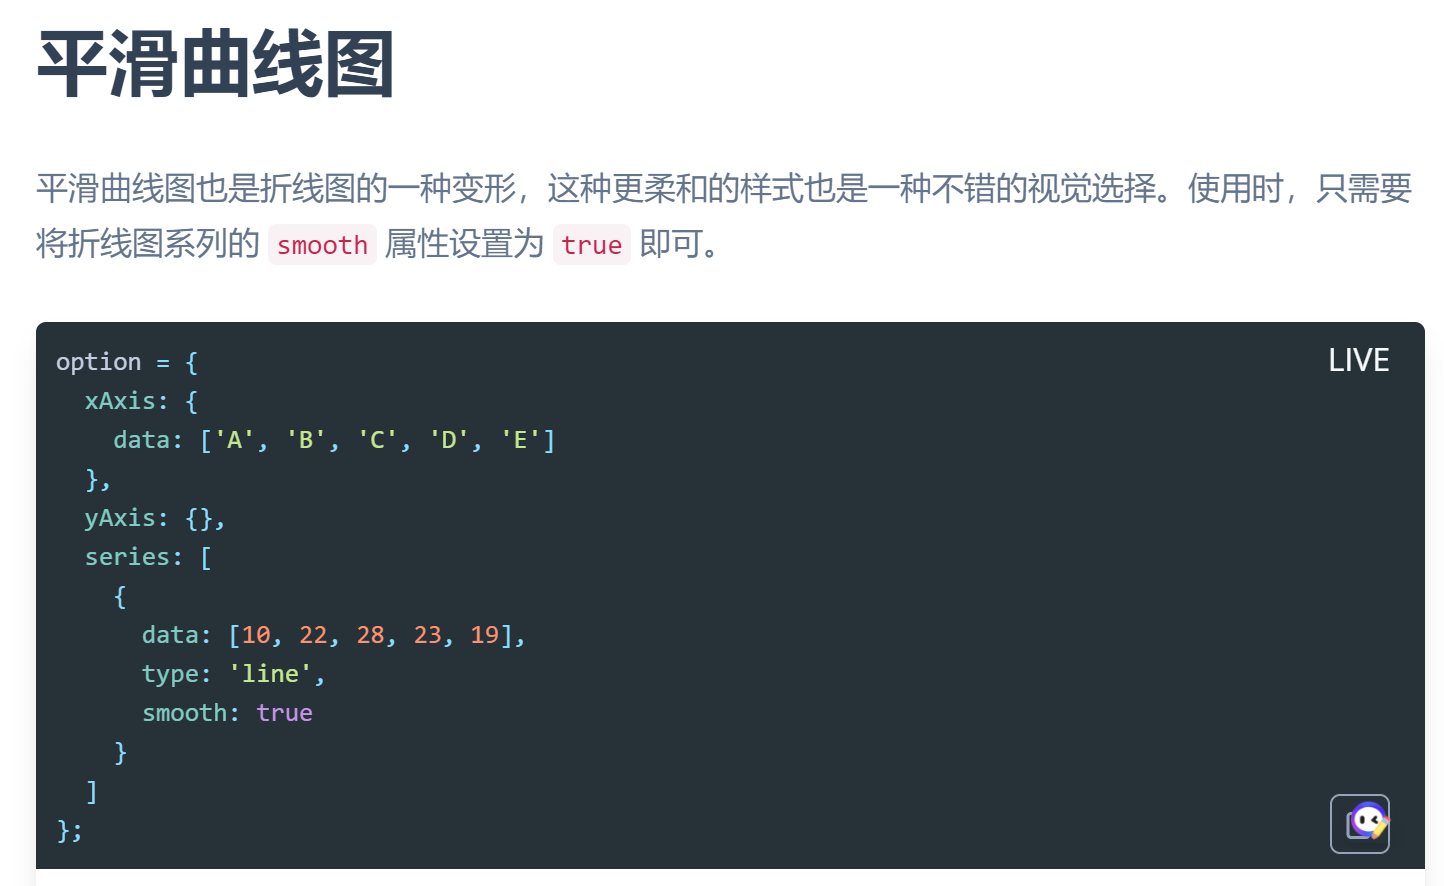 平滑曲线图
平滑曲线图也是折线图的一种变形，这种更柔和的样式也是一种不错的视觉选择。使用时，只需要
将折线图系列的 smooth 属性设置为 true 即可。
LIVE
option = {
  xAxis: {
    data: ['A', 'B', 'C', 'D', 'E']
  },
  yAxis: {},
  series: [
    {
      data: [10, 22, 28, 23, 19],
      type: 'line',
      smooth: true
    }
  ]
};